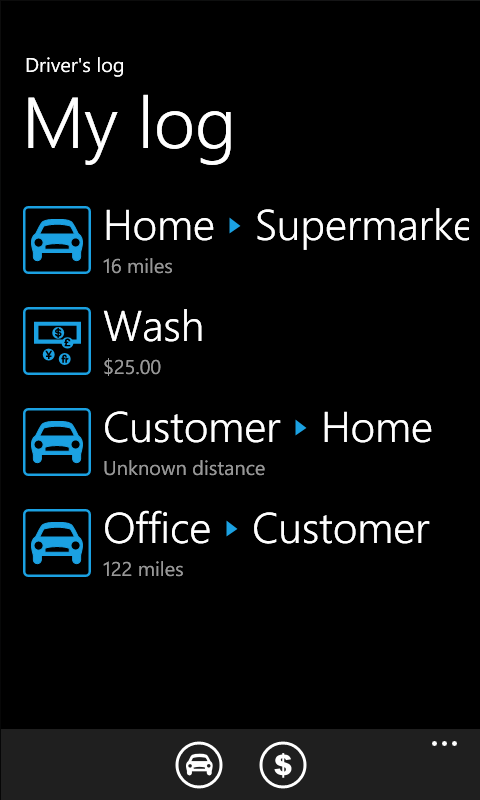 Driver's log
My log
Home Supermarke
16 miles
Wash
$25.00
Customer Home
Unknown distance
Office Customer
122 miles